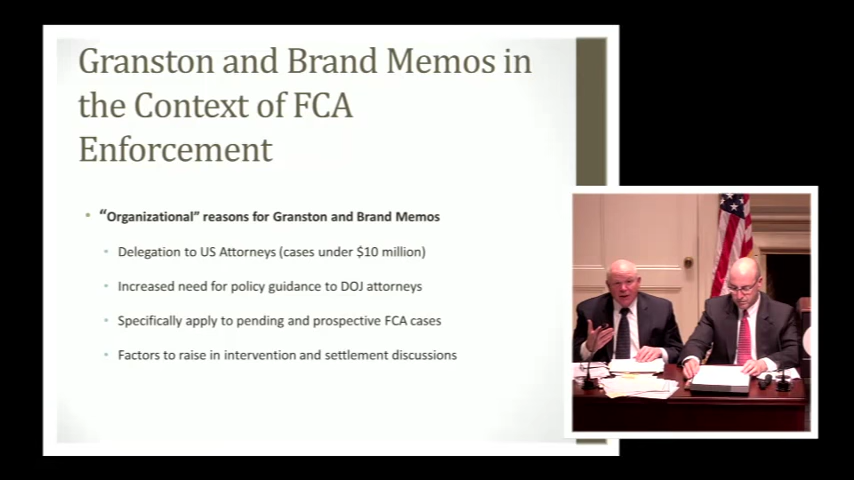 Granston and Brand Memos in
the Context of FCA
Enforcement
• “Organizational” reasons for Granston and Brand Memos
• Delegation to US Attorneys (cases under $10 million)
• Increased need for policy guidance to DOJ attorneys
• Specifically apply to pending and prospective FCA cases
• Factors to raise in intervention and settlement discussions